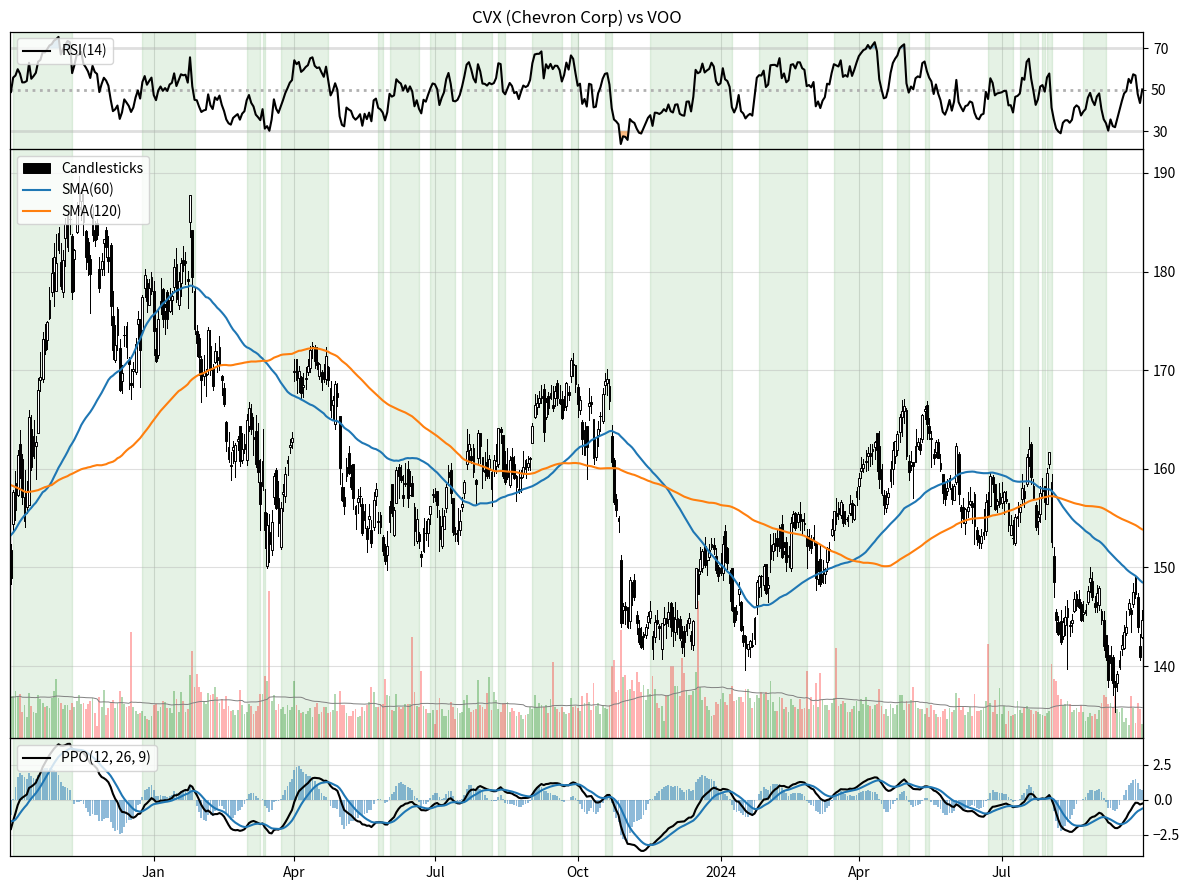 CVX (Chevron Corp) vs VOO
RSI(14)
70
50
30
Candlesticks
SMA(60)
SMA(120)
190
180
170
160
150
140
PPO(12, 26, 9)
2.5
0.0
−2.5
Jan Apr Jul Oct 2024 Apr Jul